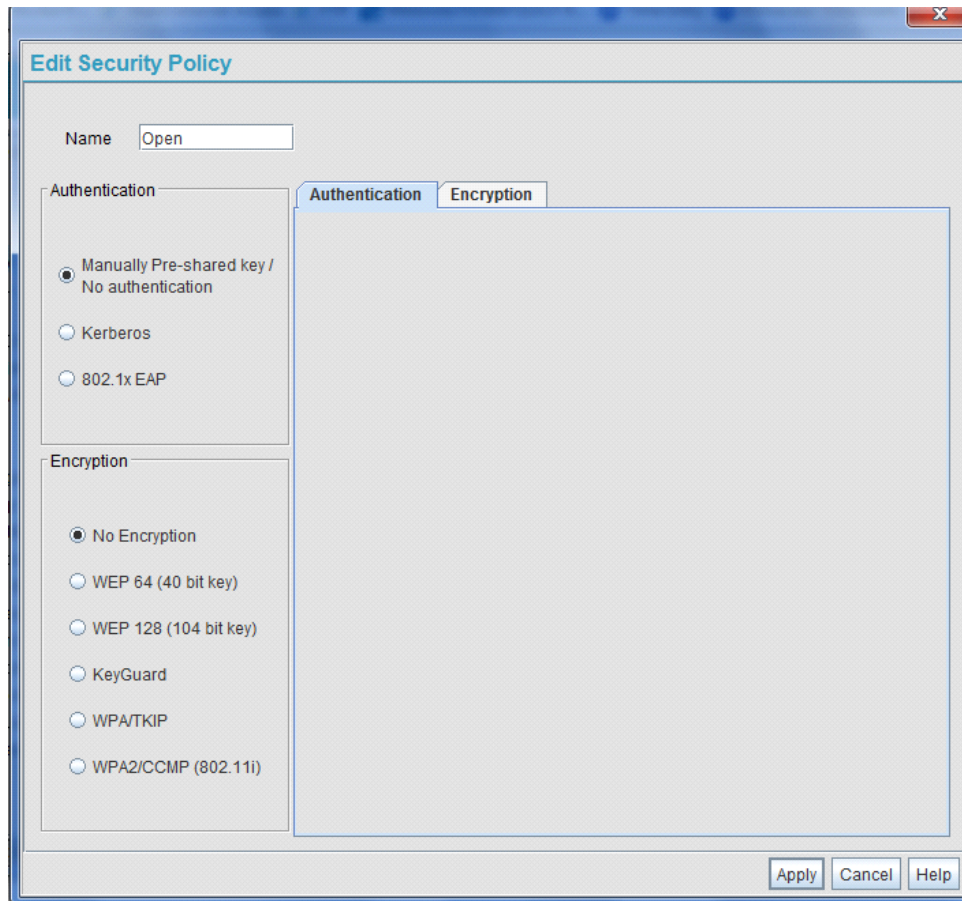 X
Edit Security Policy
Name
Open
Authentication
Manually Pre-shared key /
No authentication
Kerberos
802.1x EAP
Encryption
No Encryption
WEP 64 (40 bit key)
WEP 128 (104 bit key)
KeyGuard
WPA/TKIP
WPA2/CCMP (802.11i)
Authentication
Encryption
Apply
Cancel
Help